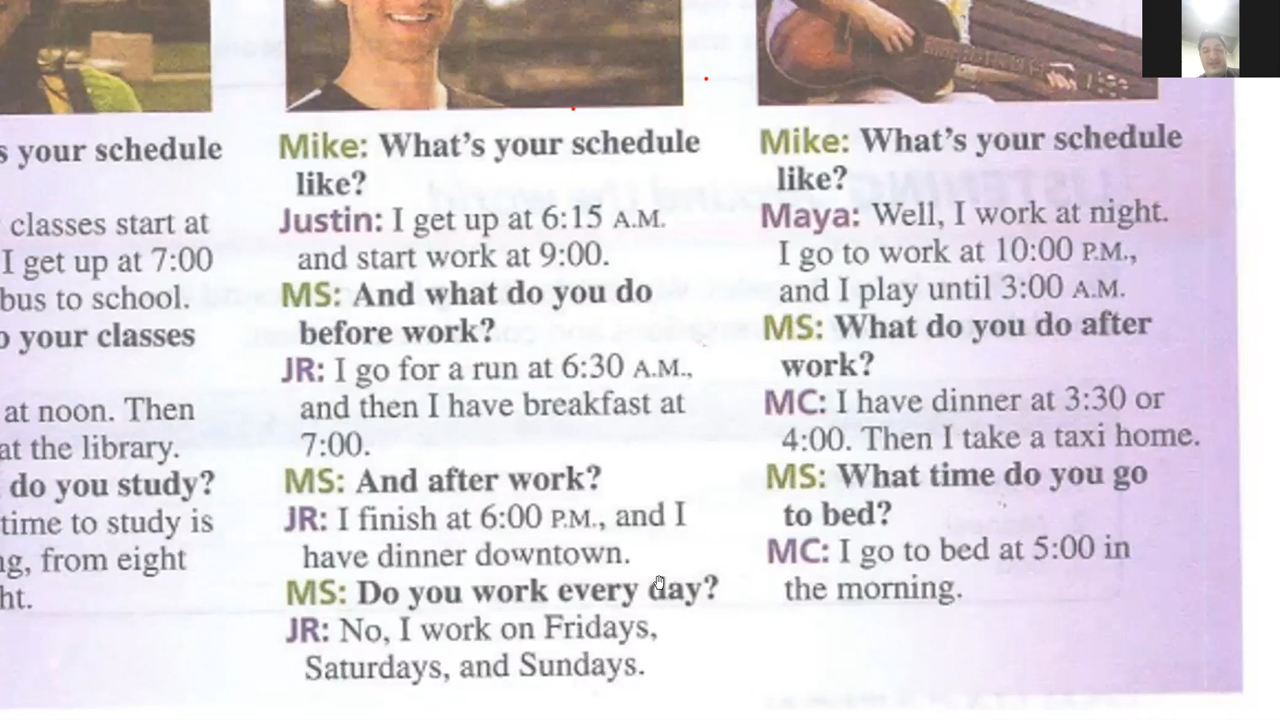 s your schedule
classes start at
I get up at 7:00
bus to school.
o your classes
at noon. Then
at the library.
do you study?
time to study is
ng, from eight
ht.
Mike: What's your schedule
like?
Justin: I get up at 6:15 A.M.
and start work at 9:00.
MS: And what do you do
before work?
JR: I go for a run at 6:30 A.M.,
and then I have breakfast at
7:00.
MS: And after work?
JR: I finish at 6:00 P.M., and I
have dinner downtown.
MS: Do you work every day?
JR: No, I work on Fridays,
Saturdays, and Sundays.
Mike: What's your schedule
like?
Maya: Well, I work at night.
I go to work at 10:00 P.M.,
and I play until 3:00 A.M.
MS: What do you do after
work?
MC: I have dinner at 3:30 or
4:00. Then I take a taxi home.
MS: What time do you go
to bed?
MC: I go to bed at 5:00 in
the morning.